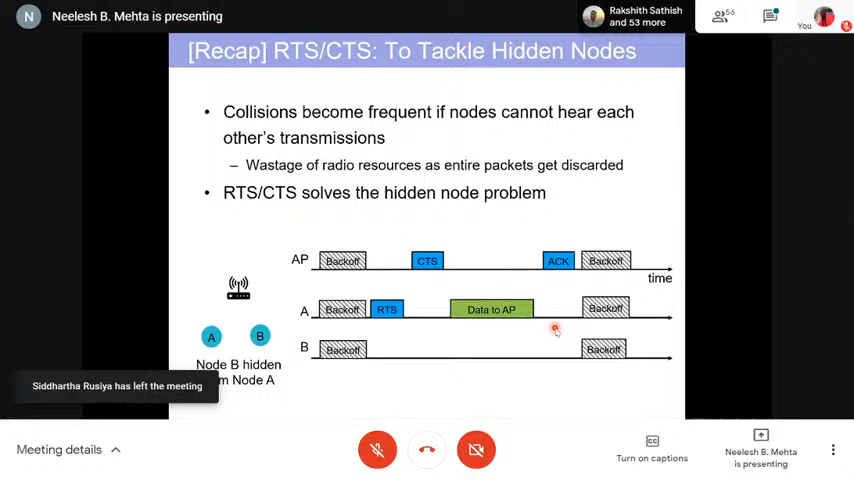 N
Neelesh B. Mehta is presenting
Rakshith Sathish
and 53 more
56
You
[Recap] RTS/CTS: To Tackle Hidden Nodes
• Collisions become frequent if nodes cannot hear each
other's transmissions
– Wastage of radio resources as entire packets get discarded
• RTS/CTS solves the hidden node problem
AP
Backoff
CTS
ACK
Backoff
time
A
Backoff
RTS
Data to AP
Backoff
B
Backoff
Backoff
A
B
Node B hidden
m Node A
Siddhartha Rusiya has left the meeting
Meeting details
Turn on captions
Neelesh B. Mehta
is presenting